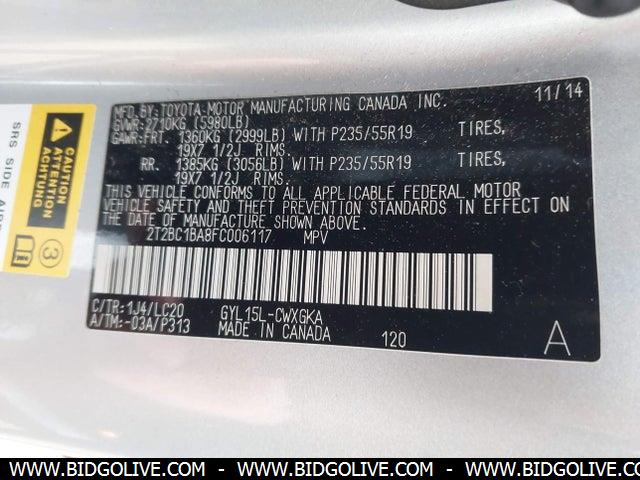 MFD.BY:TOYOTA MOTOR MANUFACTURING CANADA INC. 11/14
GVWR:2710KG (5980LB)
GAWR:FRT. 1360KG (2999LB) WITH P235/55R19 TIRES,
19X7 1/2J RIMS.
RR. 1385KG (3056LB) WITH P235/55R19 TIRES,
19X7 1/2J RIMS.
THIS VEHICLE CONFORMS TO ALL APPLICABLE FEDERAL MOTOR
VEHICLE SAFETY AND THEFT PREVENTION STANDARDS IN EFFECT ON
THE DATE OF MANUFACTURE SHOWN ABOVE.
2T2BC1BA8FC006117 MPV
C/TR:1J4/LC20 GYL15L-CWXGKA
A/TM:-03A/P313 MADE IN CANADA 120 A
SRS SIDE
CAUTION
ATTENTION
ACHTUNG
3
WWW.BIDGOLIVE.COM - WWW.BIDGOLIVE.COM - WWW.BIDGOLIVE.COM